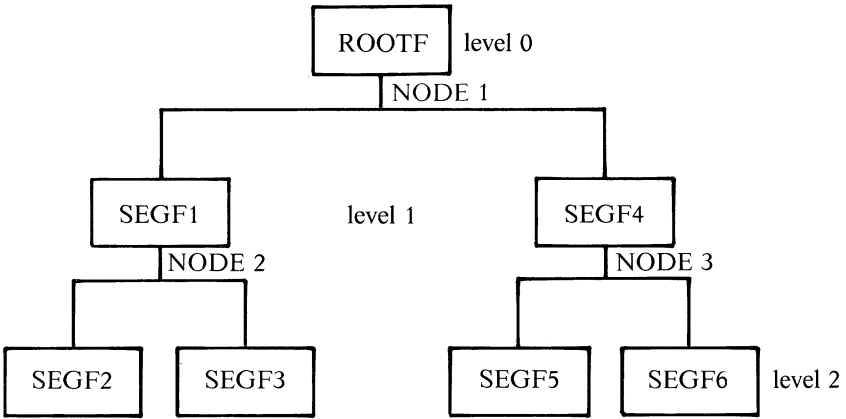 ROOTF level 0
NODE 1
SEGF1 level 1 SEGF4
NODE 2 NODE 3
SEGF2 SEGF3 SEGF5 SEGF6 level 2